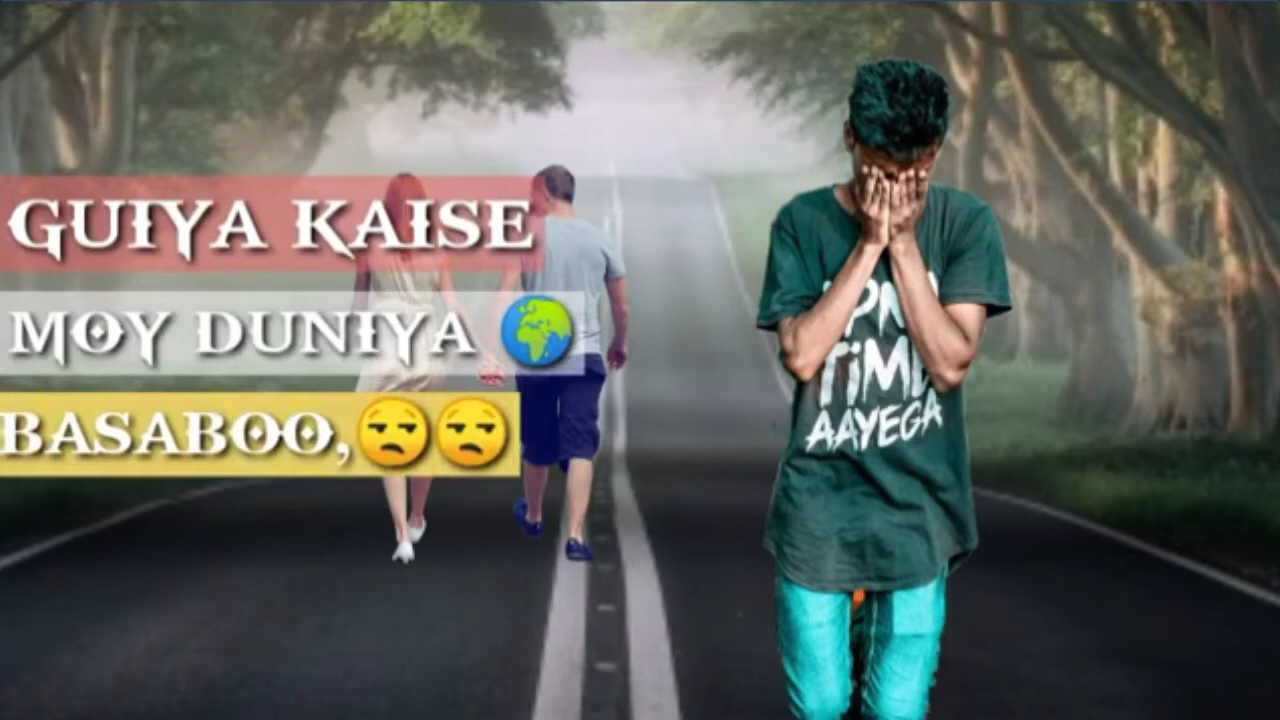 GUIYA KAISE
MOY DUNIYA 🌍
BASABOO,😒😒
TIME
AAYEGA